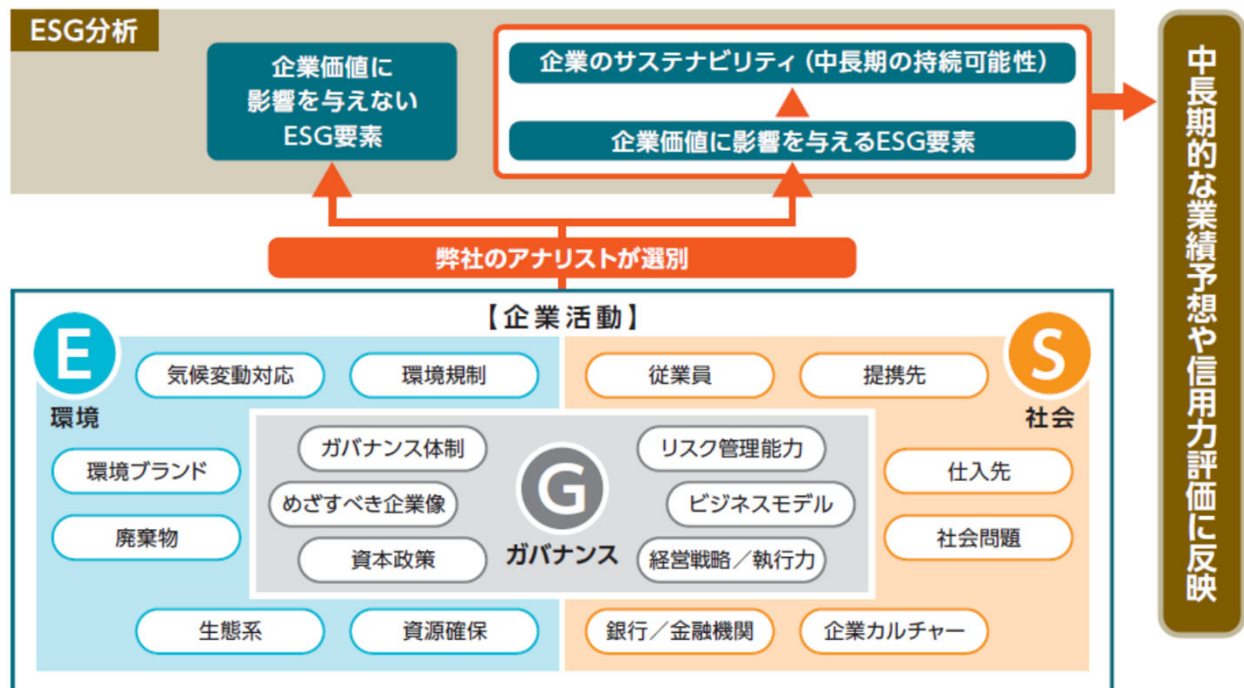 ESG分析
企業価値に
影響を与えない
ESG要素
企業のサステナビリティ（中長期の持続可能性）
企業価値に影響を与えるESG要素
中長期的な業績予想や信用力評価に反映
弊社のアナリストが選別
【企業活動】
E
環境
S
社会
気候変動対応
環境規制
従業員
提携先
環境ブランド
廃棄物
ガバナンス体制
めざすべき企業像
資本政策
G
ガバナンス
リスク管理能力
ビジネスモデル
経営戦略／執行力
仕入先
社会問題
生態系
資源確保
銀行／金融機関
企業カルチャー